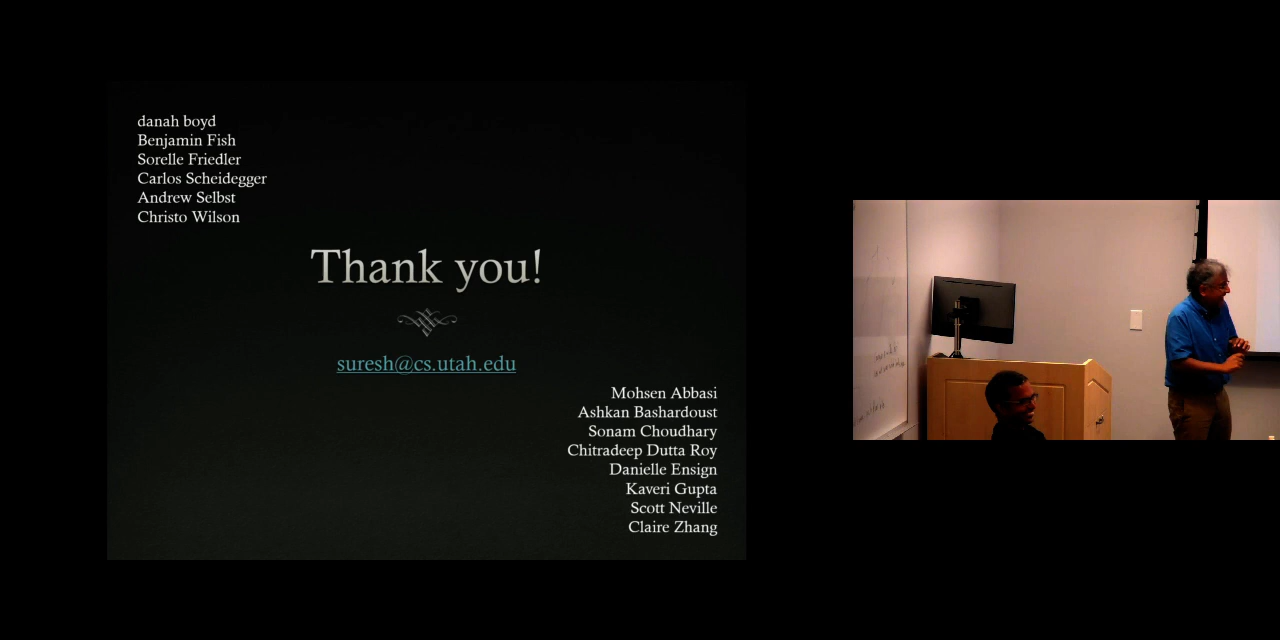 danah boyd
Benjamin Fish
Sorelle Friedler
Carlos Scheidegger
Andrew Selbst
Christo Wilson
Thank you!
suresh@cs.utah.edu
Mohsen Abbasi
Ashkan Bashardoust
Sonam Choudhary
Chitradeep Dutta Roy
Danielle Ensign
Kaveri Gupta
Scott Neville
Claire Zhang